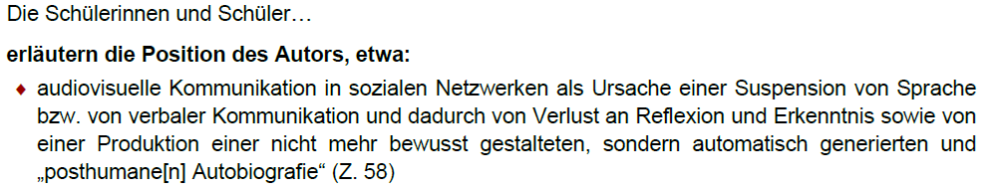 Die Schülerinnen und Schüler…
erläutern die Position des Autors, etwa:
♦ audiovisuelle Kommunikation in sozialen Netzwerken als Ursache einer Suspension von Sprache
bzw. von verbaler Kommunikation und dadurch von Verlust an Reflexion und Erkenntnis sowie von
einer Produktion einer nicht mehr bewusst gestalteten, sondern automatisch generierten und
„posthumane[n] Autobiografie“ (Z. 58)